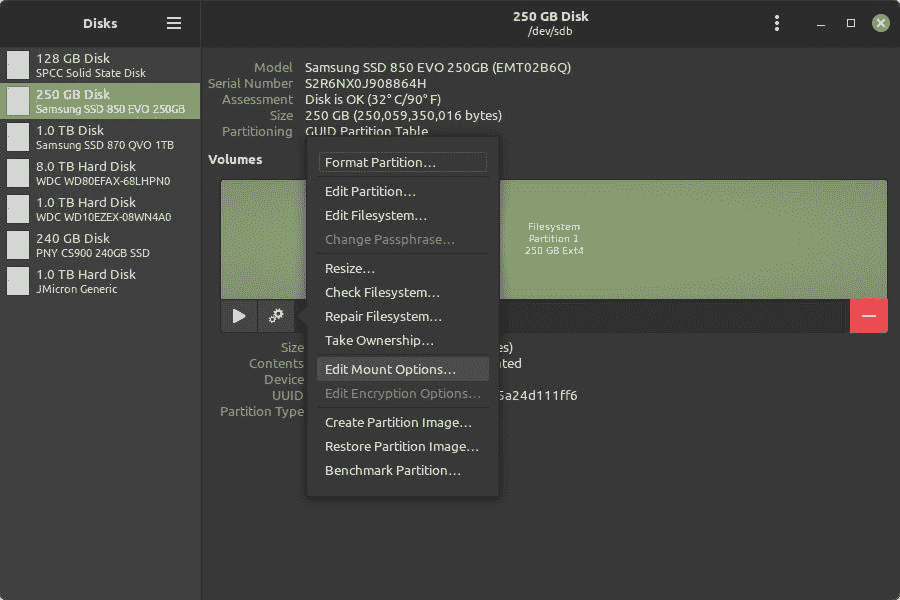 Disks
250 GB Disk
/dev/sdb
128 GB Disk
SPCC Solid State Disk
250 GB Disk
Samsung SSD 850 EVO 250GB
1.0 TB Disk
Samsung SSD 870 QVO 1TB
8.0 TB Hard Disk
WDC WD80EFAX-68LHPN0
1.0 TB Hard Disk
WDC WD10EZEX-08WN4A0
240 GB Disk
PNY CS900 240GB SSD
1.0 TB Hard Disk
JMicron Generic
Model Samsung SSD 850 EVO 250GB (EMT02B6Q)
Serial Number S2R6NX0J908864H
Assessment Disk is OK (32° C/90° F)
Size 250 GB (250,059,350,016 bytes)
Partitioning GUID Partition Table
Volumes
Filesystem
Partition 1
250 GB Ext4
Format Partition…
Edit Partition…
Edit Filesystem…
Change Passphrase…
Resize…
Check Filesystem…
Repair Filesystem…
Take Ownership…
Edit Mount Options…
Edit Encryption Options…
Create Partition Image…
Restore Partition Image…
Benchmark Partition…
Size
Contents
Device
UUID
Partition Type